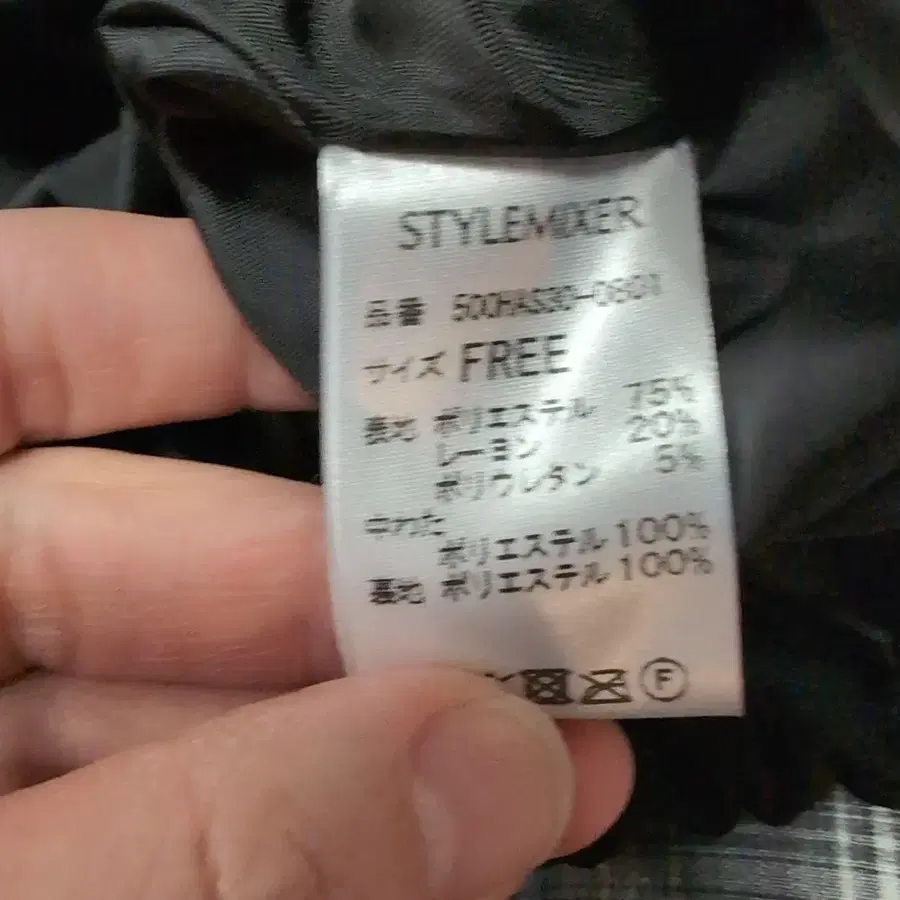 STYLEMIXER
品番 500HAS30-0801
サイズ FREE
表地 ポリエステル 75%
レーヨン 20%
ポリウレタン 5%
中わた
ポリエステル 100%
裏地 ポリエステル 100%
F